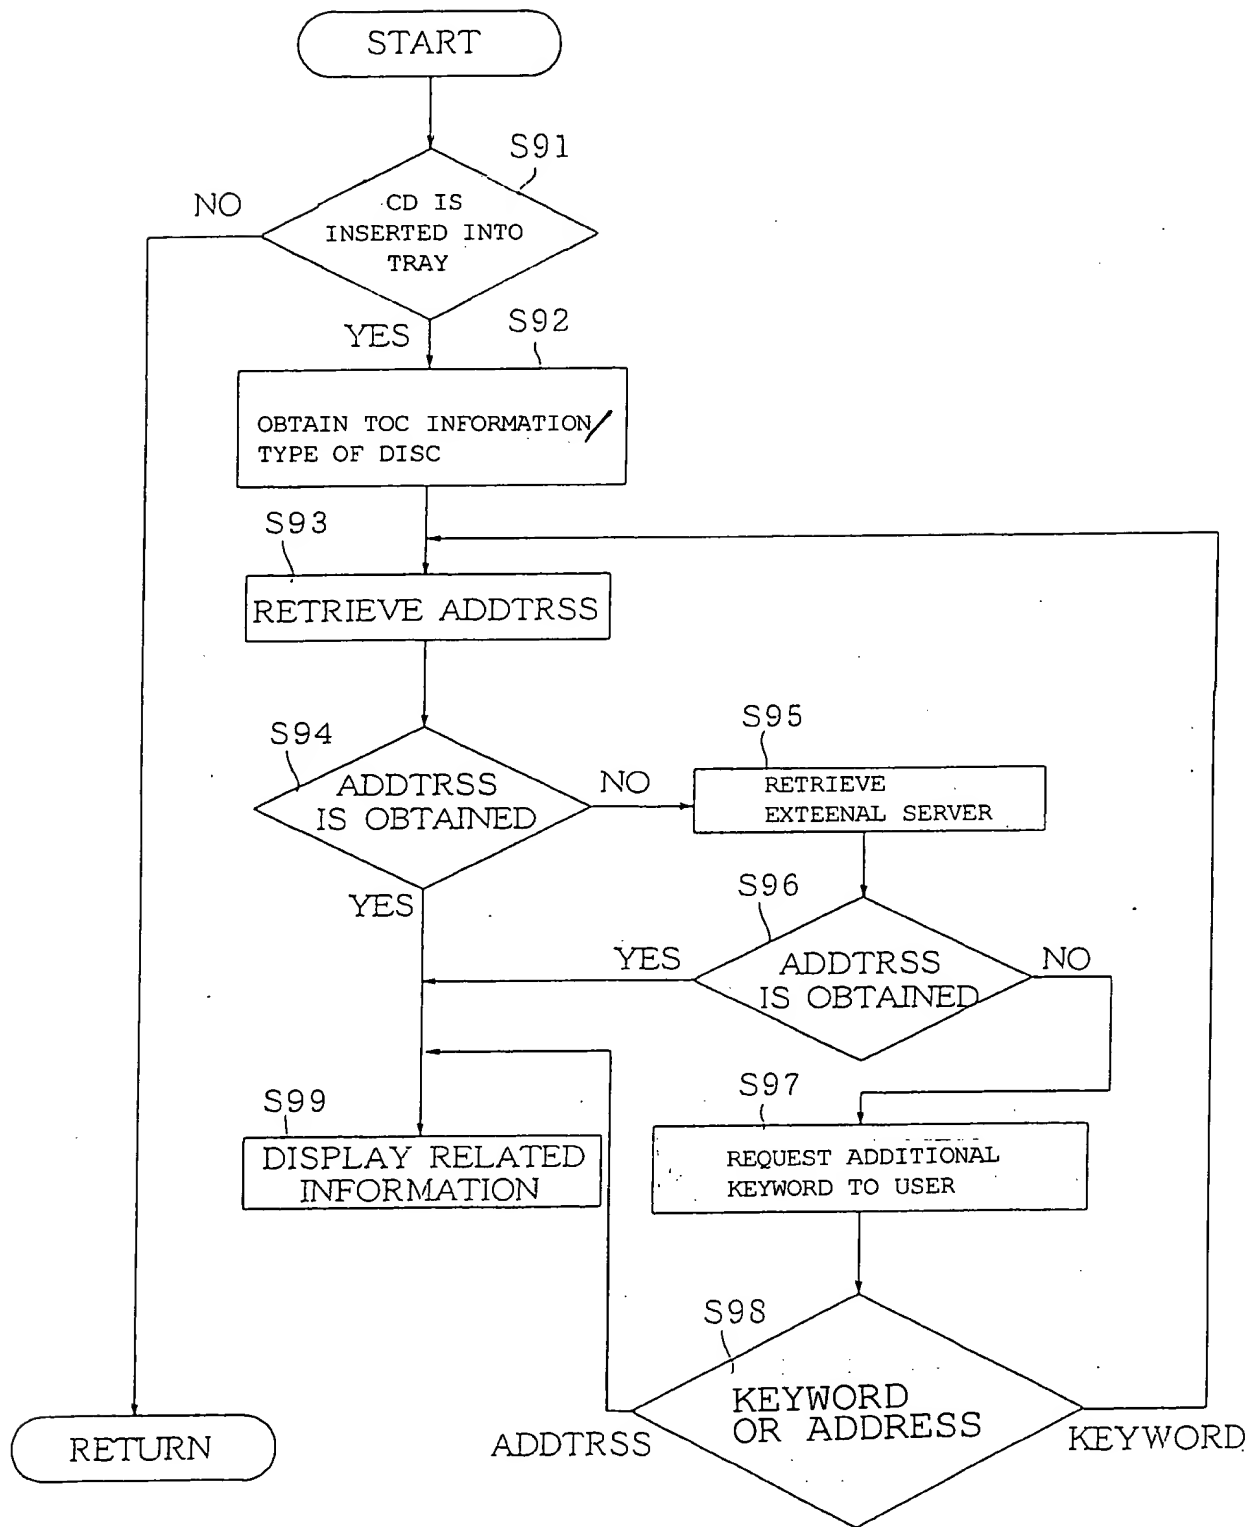 START
S91
NO
CD IS
INSERTED INTO
TRAY
YES
S92
OBTAIN TOC INFORMATION/
TYPE OF DISC
S93
RETRIEVE ADDTRSS
S94
ADDTRSS
IS OBTAINED
NO
S95
RETRIEVE
EXTEENAL SERVER
YES
S96
YES
ADDTRSS
IS OBTAINED
NO
S97
REQUEST ADDITIONAL
KEYWORD TO USER
S99
DISPLAY RELATED
INFORMATION
S98
KEYWORD
OR ADDRESS
ADDTRSS
KEYWORD
RETURN